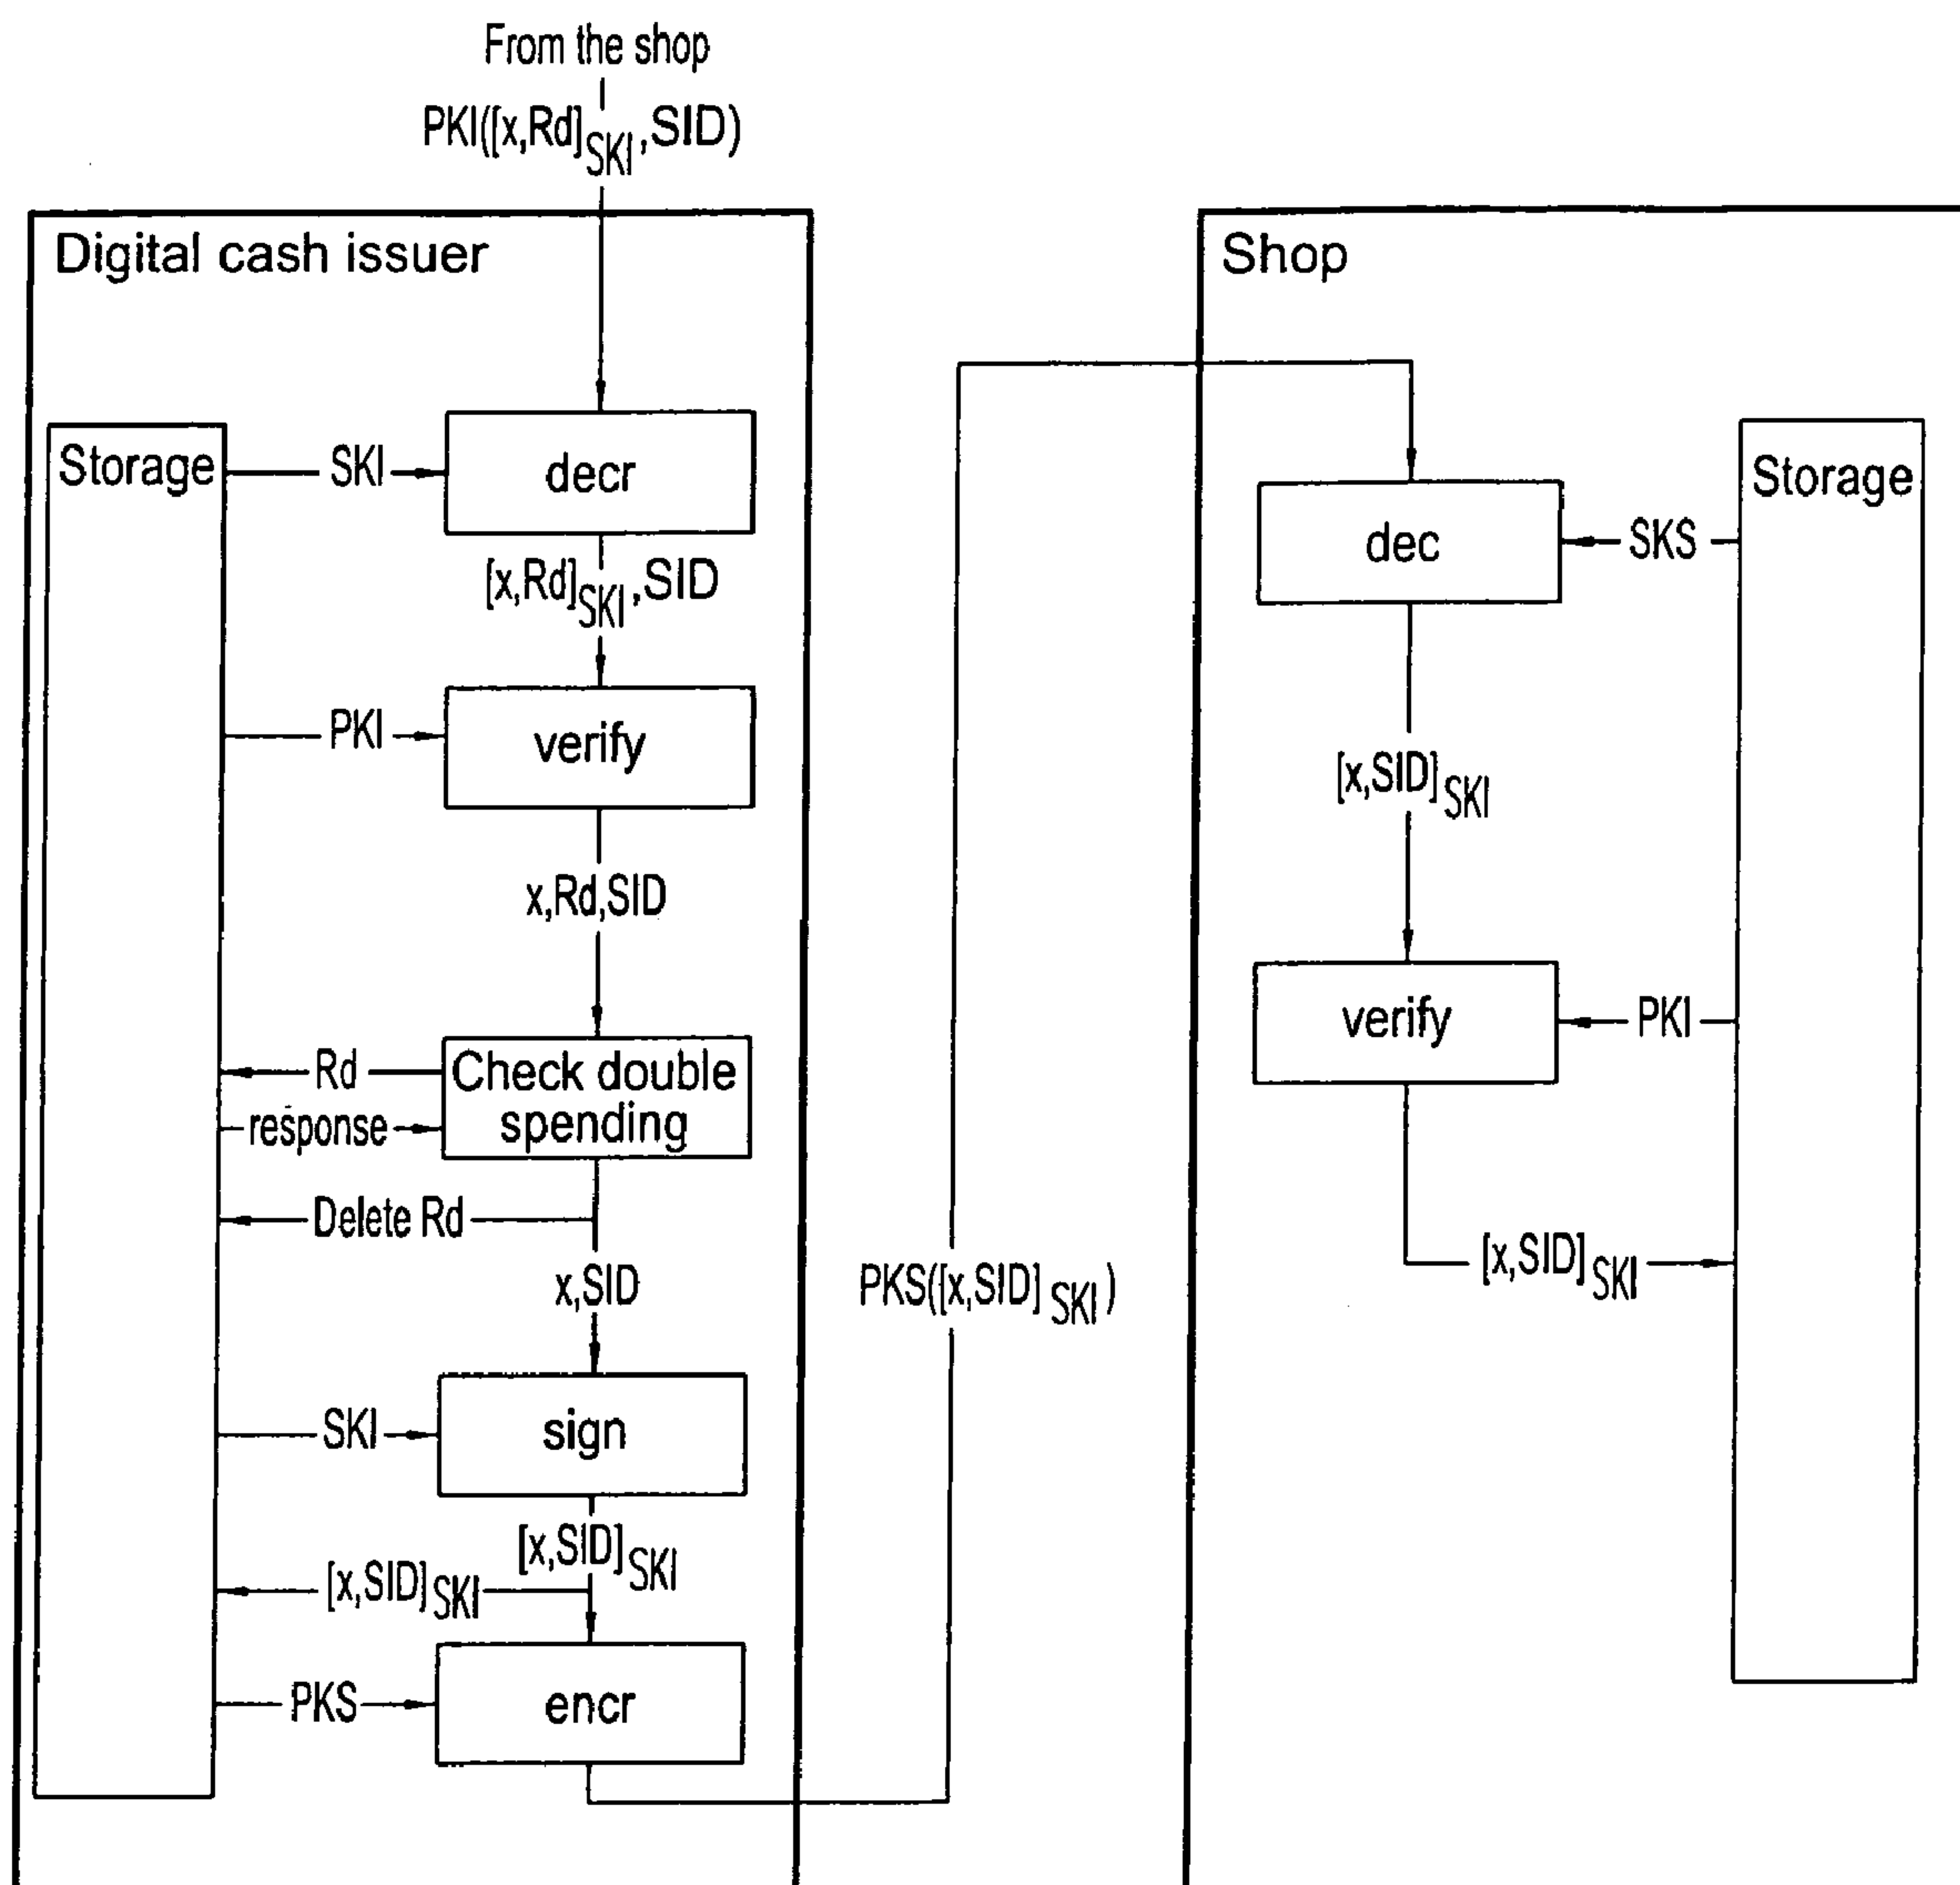 From the shop
PKI([x,Rd]SKI,SID)
Digital cash issuer
Storage
SKI
decr
[x,Rd]SKI,SID
PKI
verify
x,Rd,SID
Rd
Check double
response
spending
Delete Rd
x,SID
SKI
sign
[x,SID]SKI
[x,SID]SKI
PKS
encr
PKS([x,SID]SKI)
Shop
dec
SKS
Storage
[x,SID]SKI
verify
PKI
[x,SID]SKI